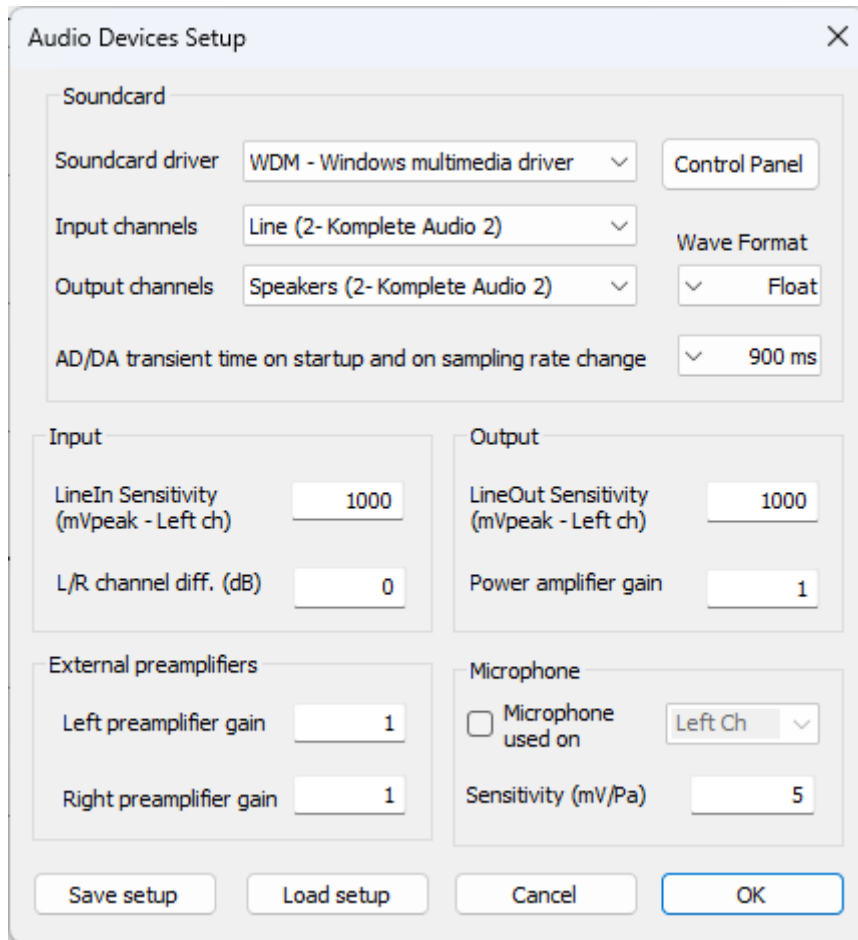 Audio Devices Setup
Soundcard
Soundcard driver WDM - Windows multimedia driver Control Panel
Input channels Line (2- Komplete Audio 2)
Wave Format
Output channels Speakers (2- Komplete Audio 2) Float
AD/DA transient time on startup and on sampling rate change 900 ms
Input
LineIn Sensitivity
(mVpeak - Left ch) 1000
L/R channel diff. (dB) 0
Output
LineOut Sensitivity
(mVpeak - Left ch) 1000
Power amplifier gain 1
External preamplifiers
Left preamplifier gain 1
Right preamplifier gain 1
Microphone
Microphone
used on Left Ch
Sensitivity (mV/Pa) 5
Save setup Load setup Cancel OK